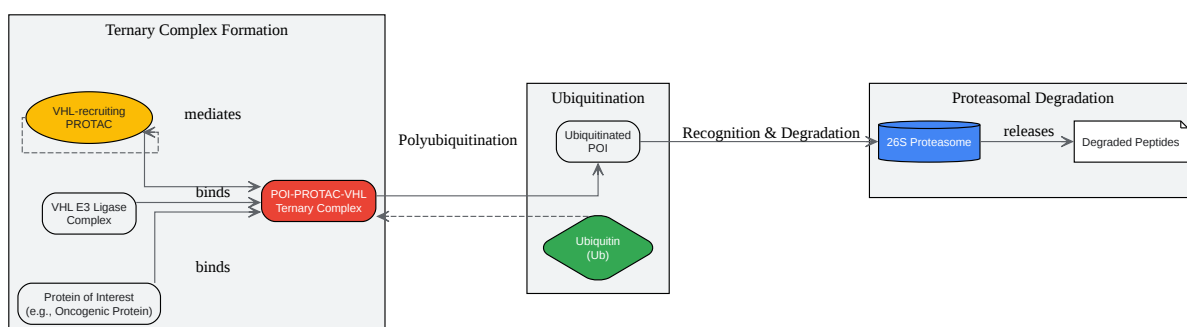 Ternary Complex Formation
VHL-recruiting
PROTAC
mediates
binds
VHL E3 Ligase
Complex
POI-PROTAC-VHL
Ternary Complex
binds
Protein of Interest
(e.g., Oncogenic Protein)
Polyubiquitination
Ubiquitination
Ubiquitinated
POI
Ubiquitin
(Ub)
Recognition & Degradation
Proteasomal Degradation
26S Proteasome
releases
Degraded Peptides